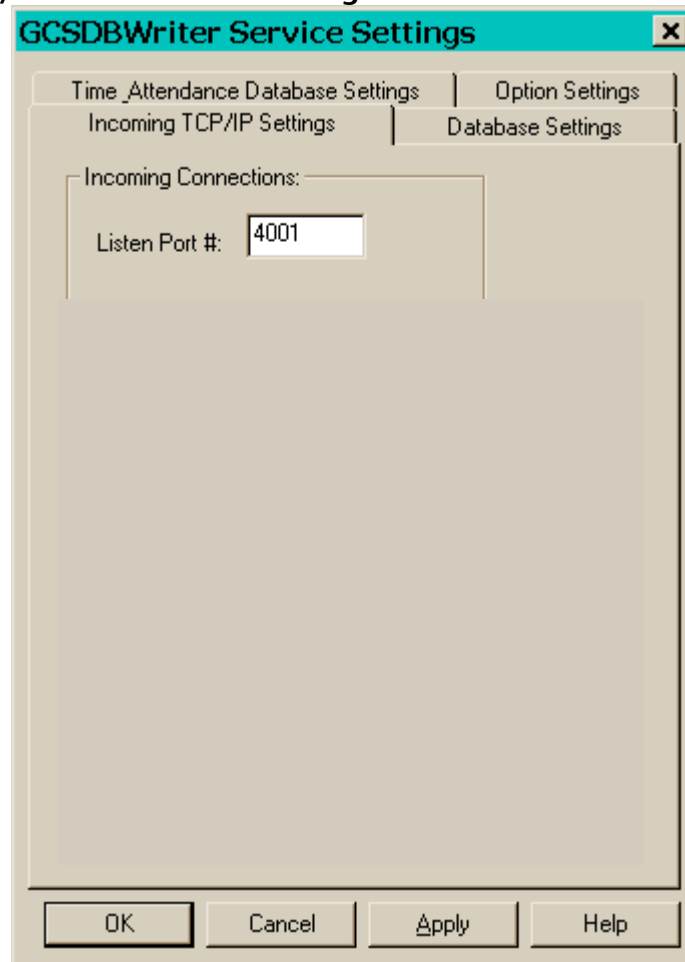 GCSDBWriter Service Settings
Time_Attendance Database Settings
Option Settings
Incoming TCP/IP Settings
Database Settings
Incoming Connections:
Listen Port #:
4001
OK
Cancel
Apply
Help